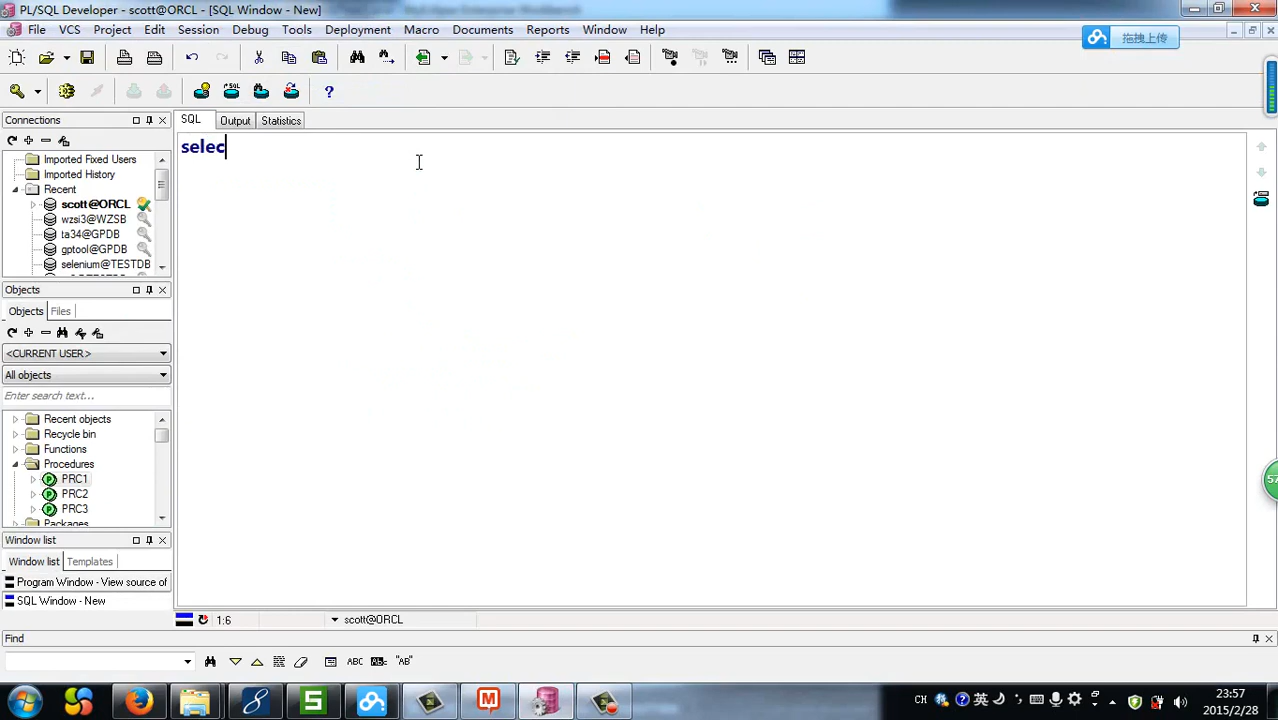 PL/SQL Developer - scott@ORCL - [SQL Window - New]
File VCS Project Edit Session Debug Tools Deployment Macro Documents Reports Window Help
拖拽上传
Connections
SQL Output Statistics
selec
Imported Fixed Users
Imported History
Recent
scott@ORCL
wzsi3@WZSB
ta34@GPDB
gptool@GPDB
selenium@TESTDB
Objects
Objects Files
<CURRENT USER>
All objects
Enter search text...
Recent objects
Recycle bin
Functions
Procedures
PRC1
PRC2
PRC3
Packages
Window list
Window list Templates
Program Window - View source of
SQL Window - New
1:6 scott@ORCL
Find
ABC "AB"
57
CH 英 23:57
2015/2/28